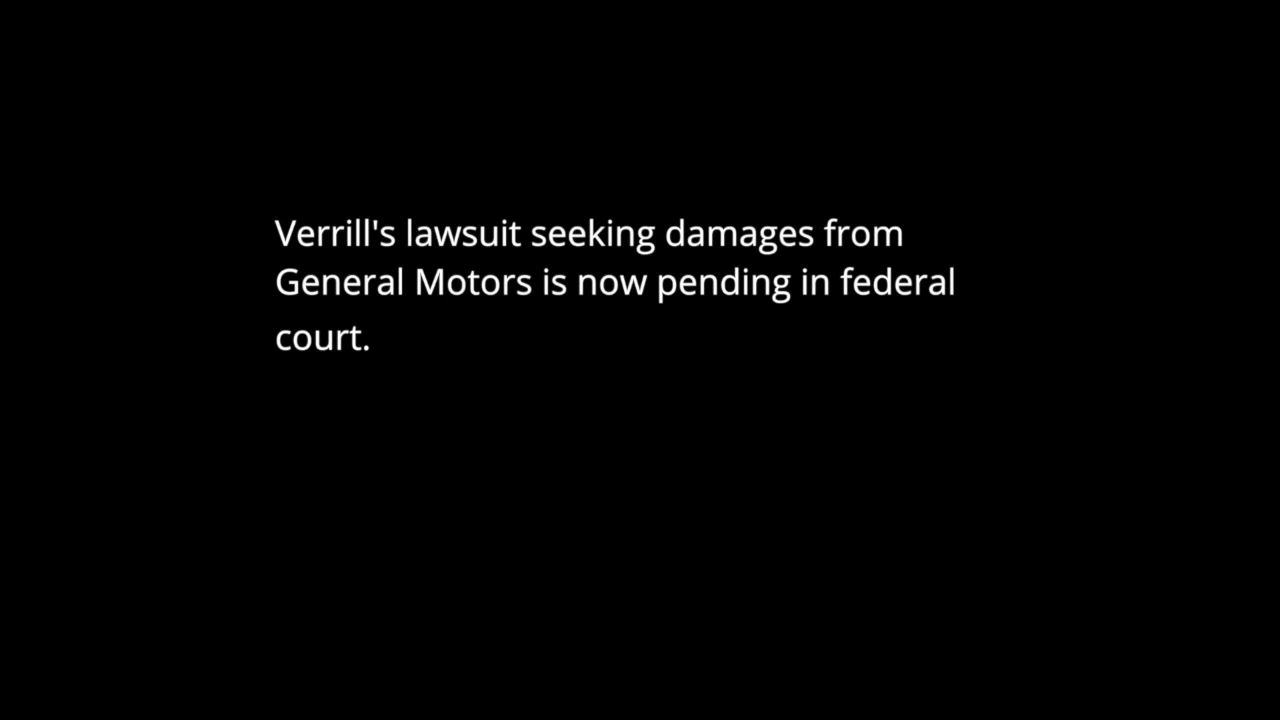 Verrill's lawsuit seeking damages from
General Motors is now pending in federal
court.